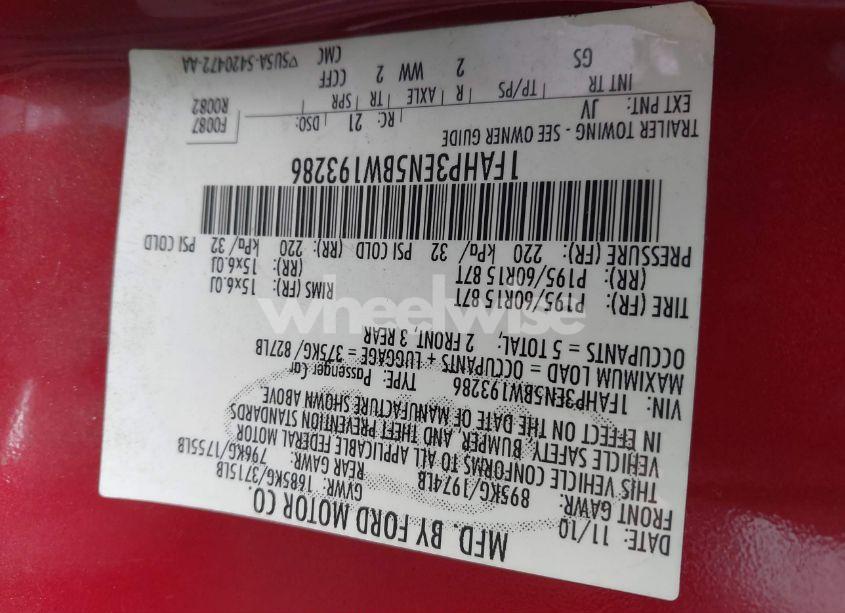 MFD. BY FORD MOTOR CO.
DATE: 11/10 GVWR: 1685KG/3715LB
FRONT GAWR: REAR GAWR:
895KG/1974LB 796KG/1755LB
THIS VEHICLE CONFORMS TO ALL APPLICABLE FEDERAL MOTOR
VEHICLE SAFETY, BUMPER, AND THEFT PREVENTION STANDARDS
IN EFFECT ON THE DATE OF MANUFACTURE SHOWN ABOVE
VIN: 1FAHP3EN5BW193286 TYPE: Passenger Car
MAXIMUM LOAD = OCCUPANTS + LUGGAGE = 375KG/ 827LB
OCCUPANTS = 5 TOTAL; 2 FRONT, 3 REAR
TIRE (FR): P195/60R15 87T RIMS (FR): 15x6.0J
(RR): P195/60R15 87T (RR): 15x6.0J
PRESSURE (FR): 220 kPa/ 32 PSI COLD (RR): 220 kPa/ 32 PSI COLD
1FAHP3EN5BW193286
TRAILER TOWING - SEE OWNER GUIDE
EXT PNT: JV RC: 21 DSO: F0087
R0082
INT TR TP/PS R AXLE TR SPR
GS 2 WW 2 CCFF
CMC
▽5U5A-5420472-AA
wheelwise